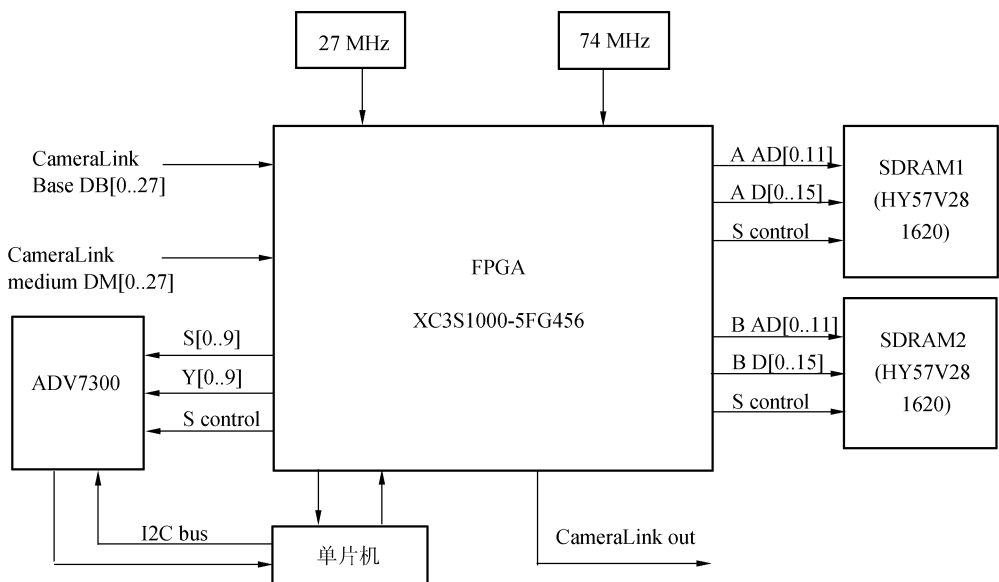 27 MHz
74 MHz
CameraLink
Base DB[0..27]
CameraLink
medium DM[0..27]
FPGA
XC3S1000-5FG456
A AD[0.11]
A D[0..15]
S control
SDRAM1
(HY57V28
1620)
B AD[0..11]
B D[0..15]
S control
SDRAM2
(HY57V28
1620)
ADV7300
S[0..9]
Y[0..9]
S control
I2C bus
单片机
CameraLink out